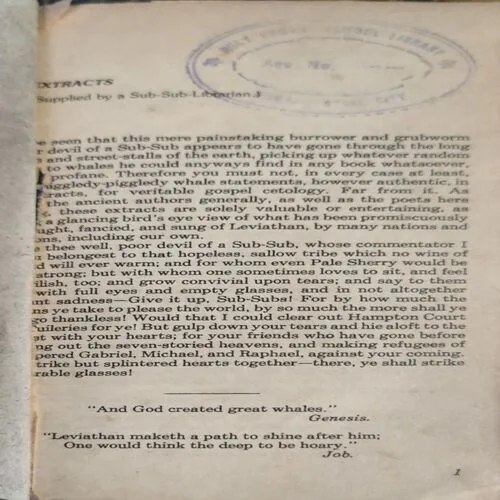 HOLY CROSS SCHOOL LIBRARY
Acc. No.
CITY
EXTRACTS
Supplied by a Sub-Sub-Librarian
seen that this mere painstaking burrower and grubworm
devil of a Sub-Sub appears to have gone through the long
and street-stalls of the earth, picking up whatever random
to whales he could anyways find in any book whatsoever,
profane. Therefore you must not, in every case at least,
iggledy-piggledy whale statements, however authentic, in
racts, for veritable gospel cetology. Far from it. As
the ancient authors generally, as well as the poets here
these extracts are solely valuable or entertaining, as
a glancing bird's eye view of what has been promiscuously
ught, fancied, and sung of Leviathan, by many nations and
ons, including our own.
thee well, poor devil of a Sub-Sub, whose commentator I
belongest to that hopeless, sallow tribe which no wine of
d will ever warm; and for whom even Pale Sherry would be
strong; but with whom one sometimes loves to sit, and feel
ilish, too; and grow convivial upon tears; and say to them
with full eyes and empty glasses, and in not altogether
nt sadness—Give it up, Sub-Subs! For by how much the
ns ye take to please the world, by so much the more shall ye
go thankless! Would that I could clear out Hampton Court
uileries for ye! But gulp down your tears and hie aloft to the
st with your hearts; for your friends who have gone before
ng out the seven-storied heavens, and making refugees of
pered Gabriel, Michael, and Raphael, against your coming.
trike but splintered hearts together—there, ye shall strike
rable glasses!
"And God created great whales."
Genesis.
"Leviathan maketh a path to shine after him;
One would think the deep to be hoary."
Job.
1